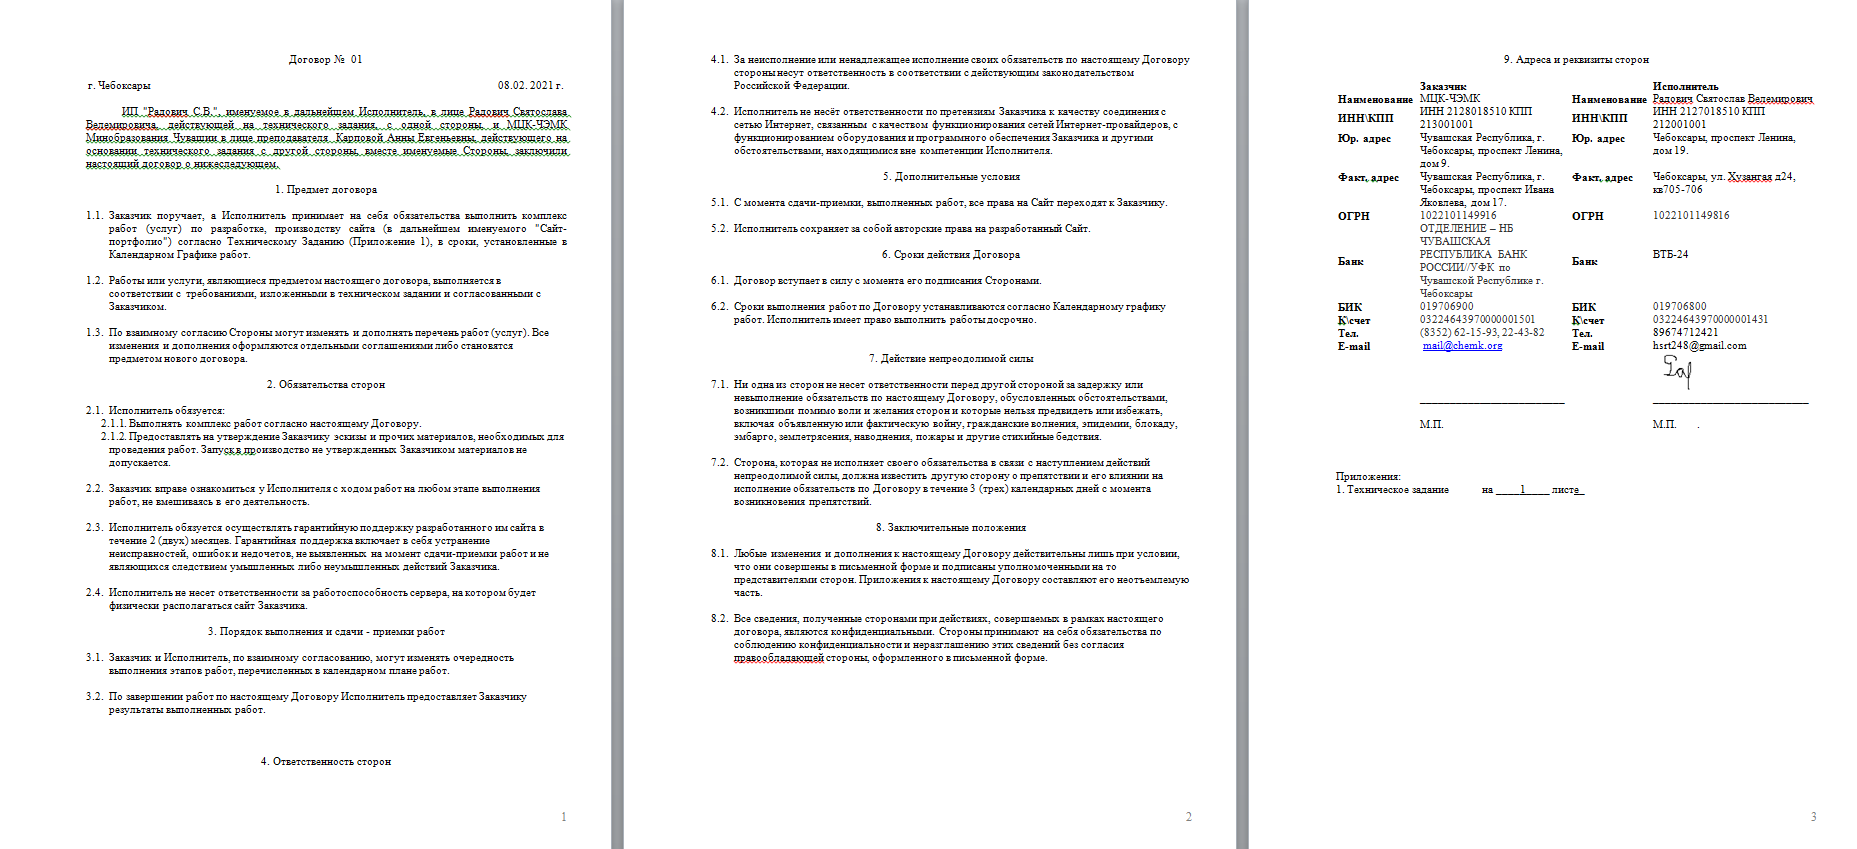 Договор № 01
г. Чебоксары 08.02.2021 г.
ИП "Радович С.В.", именуемое в дальнейшем Исполнитель, в лице Радович Святослава
Велемировича, действующей на технического задания, с одной стороны, и МЦК-ЧЭМК
Минобразования Чувашии в лице преподавателя Карповой Анны Евгеньевны, действующего на
основании технического задания с другой стороны, вместе именуемые Стороны, заключили
настоящий договор о нижеследующем.
1. Предмет договора
1.1. Заказчик поручает, а Исполнитель принимает на себя обязательства выполнить комплекс
работ (услуг) по разработке, производству сайта (в дальнейшем именуемого "Сайт-
портфолио") согласно Техническому Заданию (Приложение 1), в сроки, установленные в
Календарном Графике работ.
1.2. Работы или услуги, являющиеся предметом настоящего договора, выполняется в
соответствии с требованиями, изложенными в техническом задании и согласованными с
Заказчиком.
1.3. По взаимному согласию Стороны могут изменять и дополнять перечень работ (услуг). Все
изменения и дополнения оформляются отдельными соглашениями либо становятся
предметом нового договора.
2. Обязательства сторон
2.1. Исполнитель обязуется:
2.1.1. Выполнять комплекс работ согласно настоящему Договору.
2.1.2. Предоставлять на утверждение Заказчику эскизы и прочих материалов, необходимых для
проведения работ. Запуск в производство не утвержденных Заказчиком материалов не
допускается.
2.2. Заказчик вправе ознакомиться у Исполнителя с ходом работ на любом этапе выполнения
работ, не вмешиваясь в его деятельность.
2.3. Исполнитель обязуется осуществлять гарантийную поддержку разработанного им сайта в
течение 2 (двух) месяцев. Гарантийная поддержка включает в себя устранение
неисправностей, ошибок и недочетов, не выявленных на момент сдачи-приемки работ и не
являющихся следствием умышленных либо неумышленных действий Заказчика.
2.4. Исполнитель не несет ответственности за работоспособность сервера, на котором будет
физически располагаться сайт Заказчика.
3. Порядок выполнения и сдачи - приемки работ
3.1. Заказчик и Исполнитель, по взаимному согласованию, могут изменять очередность
выполнения этапов работ, перечисленных в календарном плане работ.
3.2. По завершении работ по настоящему Договору Исполнитель предоставляет Заказчику
результаты выполненных работ.
4. Ответственность сторон
1
4.1. За неисполнение или ненадлежащее исполнение своих обязательств по настоящему Договору
стороны несут ответственность в соответствии с действующим законодательством
Российской Федерации.
4.2. Исполнитель не несёт ответственности по претензиям Заказчика к качеству соединения с
сетью Интернет, связанным с качеством функционирования сетей Интернет-провайдеров, с
функционированием оборудования и программного обеспечения Заказчика и другими
обстоятельствами, находящимися вне компетенции Исполнителя.
5. Дополнительные условия
5.1. С момента сдачи-приемки, выполненных работ, все права на Сайт переходят к Заказчику.
5.2. Исполнитель сохраняет за собой авторские права на разработанный Сайт.
6. Сроки действия Договора
6.1. Договор вступает в силу с момента его подписания Сторонами.
6.2. Сроки выполнения работ по Договору устанавливаются согласно Календарному графику
работ. Исполнитель имеет право выполнить работы досрочно.
7. Действие непреодолимой силы
7.1. Ни одна из сторон не несет ответственности перед другой стороной за задержку или
невыполнение обязательств по настоящему Договору, обусловленных обстоятельствами,
возникшими помимо воли и желания сторон и которые нельзя предвидеть или избежать,
включая объявленную или фактическую войну, гражданские волнения, эпидемии, блокаду,
эмбарго, землетрясения, наводнения, пожары и другие стихийные бедствия.
7.2. Сторона, которая не исполняет своего обязательства в связи с наступлением действий
непреодолимой силы, должна известить другую сторону о препятствии и его влиянии на
исполнение обязательств по Договору в течение 3 (трех) календарных дней с момента
возникновения препятствий.
8. Заключительные положения
8.1. Любые изменения и дополнения к настоящему Договору действительны лишь при условии,
что они совершены в письменной форме и подписаны уполномоченными на то
представителями сторон. Приложения к настоящему Договору составляют его неотъемлемую
часть.
8.2. Все сведения, полученные сторонами при действиях, совершаемых в рамках настоящего
договора, являются конфиденциальными. Стороны принимают на себя обязательства по
соблюдению конфиденциальности и неразглашению этих сведений без согласия
правообладающей стороны, оформленного в письменной форме.
2
9. Адреса и реквизиты сторон
Заказчик Исполнитель
Наименование МЦК-ЧЭМК Наименование Радович Святослав Велемирович
ИНН\КПП ИНН 2128018510 КПП 213001001 ИНН\КПП ИНН 2127018510 КПП 212001001
Юр. адрес Чувашская Республика, г. Чебоксары, проспект Ленина, дом 9. Юр. адрес Чебоксары, проспект Ленина, дом 19.
Факт. адрес Чувашская Республика, г. Чебоксары, проспект Ивана Яковлева, дом 17. Факт. адрес Чебоксары, ул. Хузангая д24, кв705-706
ОГРН 1022101149916 ОГРН 1022101149816
Банк ОТДЕЛЕНИЕ – НБ ЧУВАШСКАЯ РЕСПУБЛИКА БАНК РОССИИ//УФК по Чувашской Республике г. Чебоксары Банк ВТБ-24
БИК 019706900 БИК 019706800
К\счет 03224643970000001501 К\счет 03224643970000001431
Тел. (8352) 62-15-93, 22-43-82 Тел. 89674712421
E-mail mail@chemk.org E-mail hsrt248@gmail.com
М.П. М.П. .
Приложения:
1. Техническое задание на ____1____ листе_
3